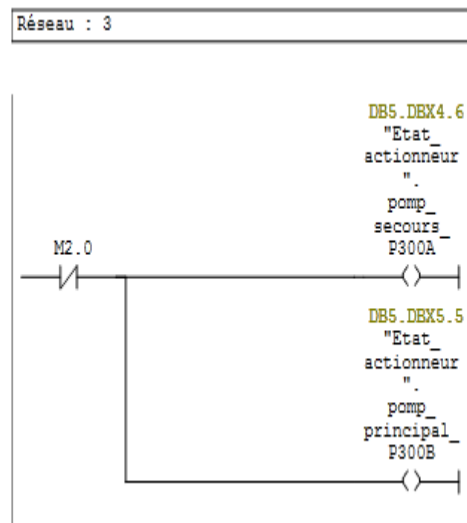 Réseau : 3
DB5.DBX4.6
"Etat_
actionneur
".
pomp_
secours_
P300A
M2.0
DB5.DBX5.5
"Etat_
actionneur
".
pomp_
principal_
P300B